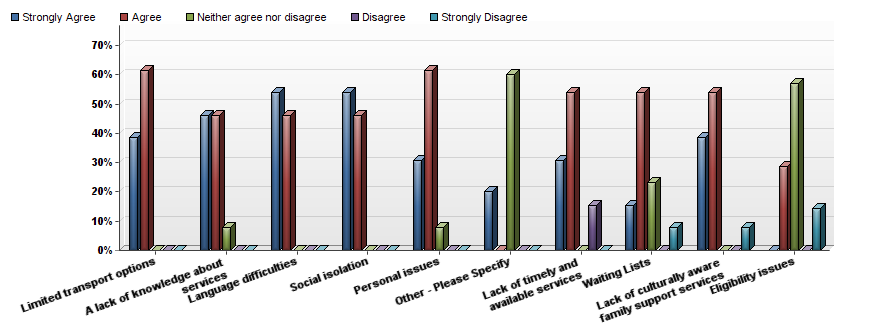 Strongly Agree
Agree
Neither agree nor disagree
Disagree
Strongly Disagree
70%
60%
50%
40%
30%
20%
10%
0%
Limited transport options
A lack of knowledge about
services
Language difficulties
Social isolation
Personal issues
Other - Please Specify
Lack of timely and
available services
Waiting Lists
Lack of culturally aware
family support services
Eligibility issues